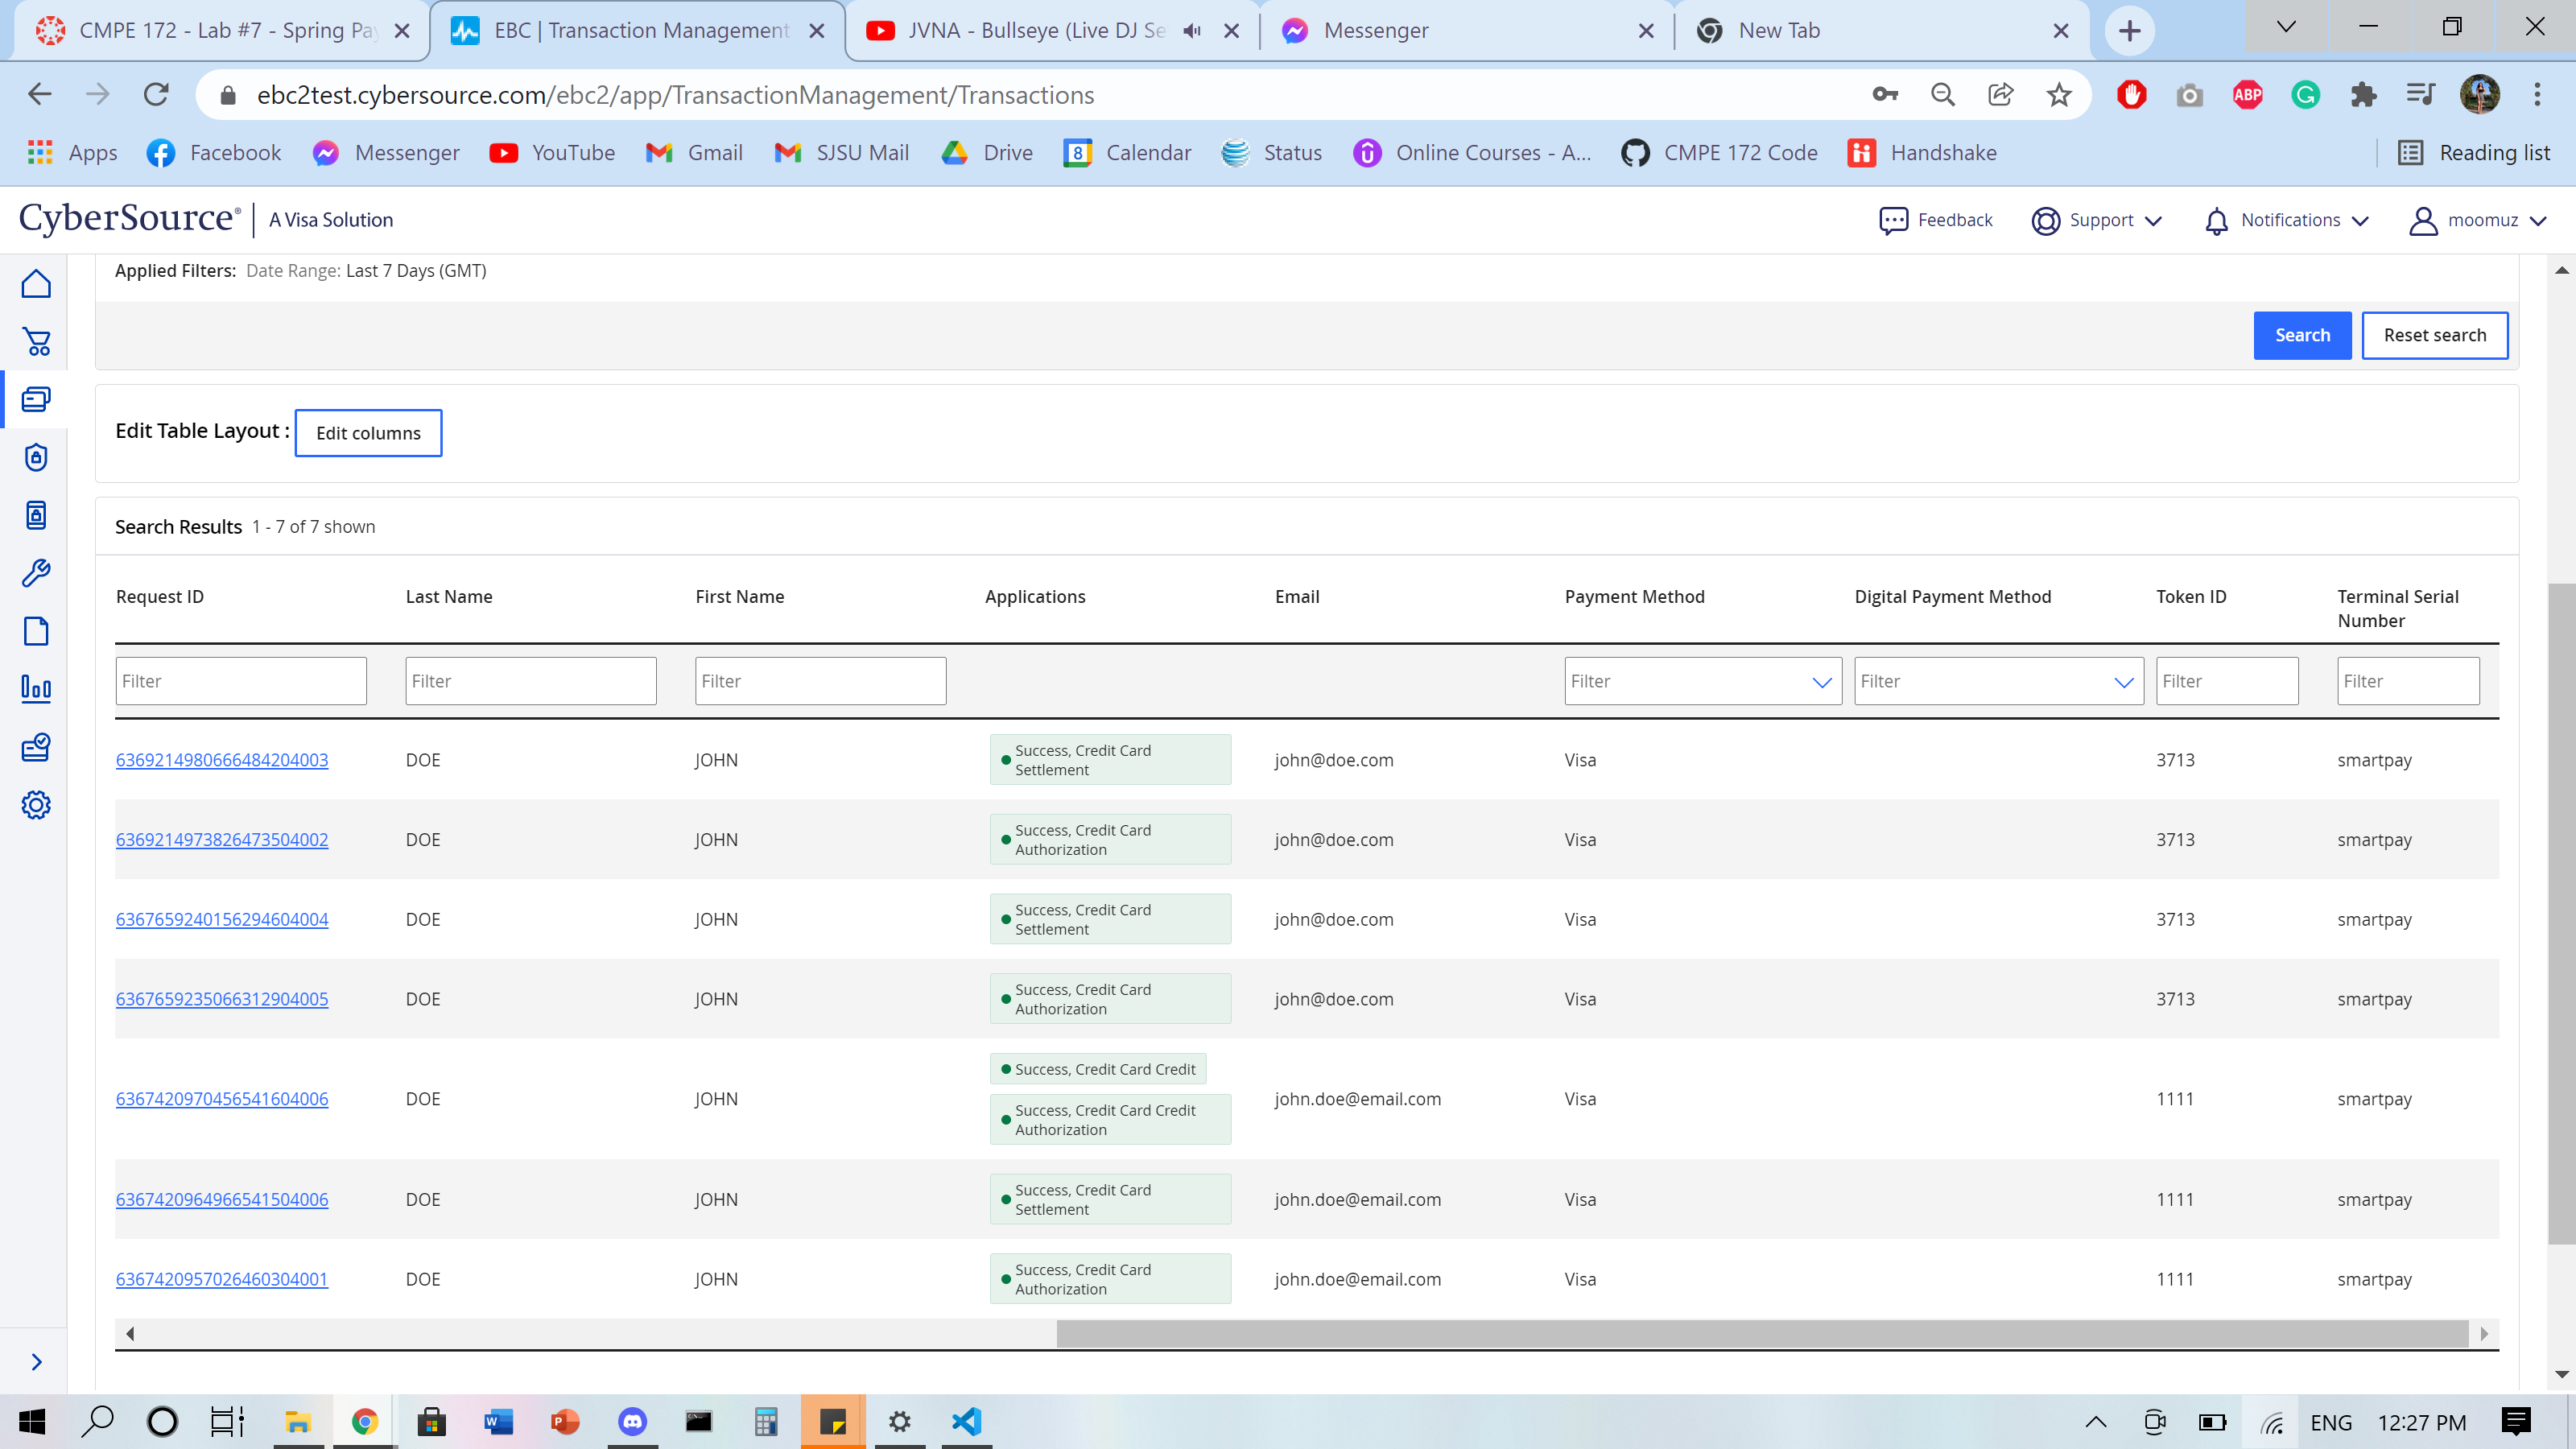 CMPE 172 - Lab #7 - Spring Pay
EBC | Transaction Management
JVNA - Bullseye (Live DJ Se
Messenger
New Tab
ebc2test.cybersource.com/ebc2/app/TransactionManagement/Transactions
ABP
Apps
Facebook
Messenger
YouTube
Gmail
SJSU Mail
Drive
8
Calendar
Status
Online Courses - A...
CMPE 172 Code
Handshake
Reading list
CyberSource® | A Visa Solution
Feedback
Support
Notifications
moomuz
Applied Filters: Date Range: Last 7 Days (GMT)
Search
Reset search
Edit Table Layout : Edit columns
Search Results 1 - 7 of 7 shown
Request ID Last Name First Name Applications Email Payment Method Digital Payment Method Token ID Terminal Serial
Number
Filter Filter Filter Filter Filter Filter Filter
6369214980666484204003 DOE JOHN Success, Credit Card
Settlement john@doe.com Visa 3713 smartpay
6369214973826473504002 DOE JOHN Success, Credit Card
Authorization john@doe.com Visa 3713 smartpay
6367659240156294604004 DOE JOHN Success, Credit Card
Settlement john@doe.com Visa 3713 smartpay
6367659235066312904005 DOE JOHN Success, Credit Card
Authorization john@doe.com Visa 3713 smartpay
6367420970456541604006 DOE JOHN Success, Credit Card Credit
Success, Credit Card Credit
Authorization john.doe@email.com Visa 1111 smartpay
6367420964966541504006 DOE JOHN Success, Credit Card
Settlement john.doe@email.com Visa 1111 smartpay
6367420957026460304001 DOE JOHN Success, Credit Card
Authorization john.doe@email.com Visa 1111 smartpay
ENG 12:27 PM